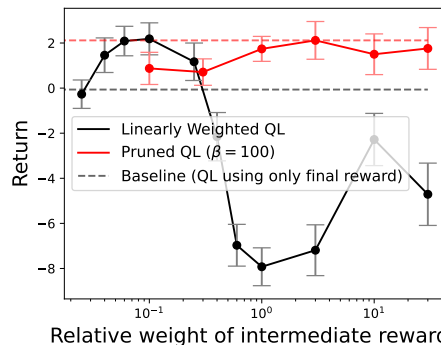 2
0
−2
−4
−6
−8
Return
Linearly Weighted QL
Pruned QL (β = 100)
Baseline (QL using only final reward)
10⁻¹ 10⁰ 10¹
Relative weight of intermediate reward